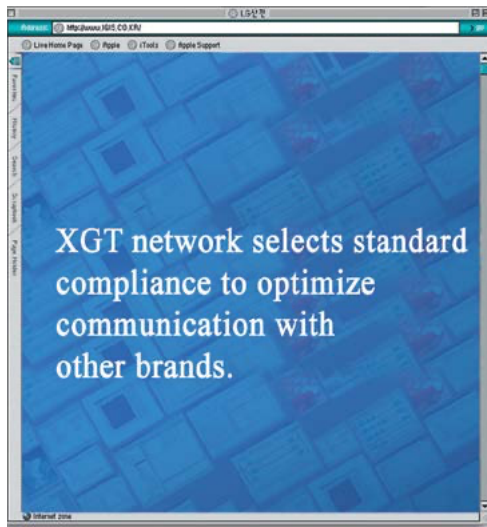 LG산전
Address: http://www.lGIS.CO.KR/
Live Home Page Apple iTools Apple Support
Favorites
History
Search
Scrapbook
Page Holder
XGT network selects standard
compliance to optimize
communication with
other brands.
Internet zone